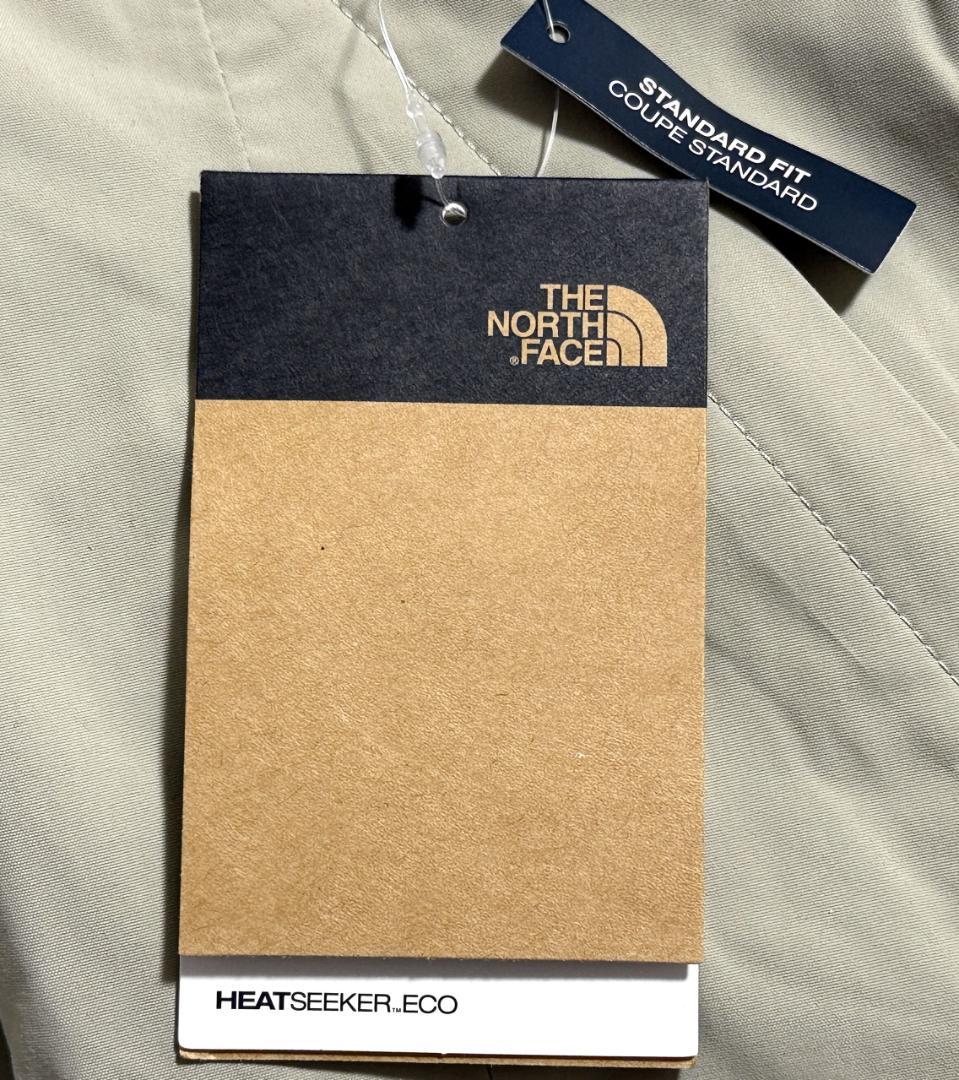 STANDARD FIT
COUPE STANDARD
THE
NORTH
®FACE
HEATSEEKER™ECO